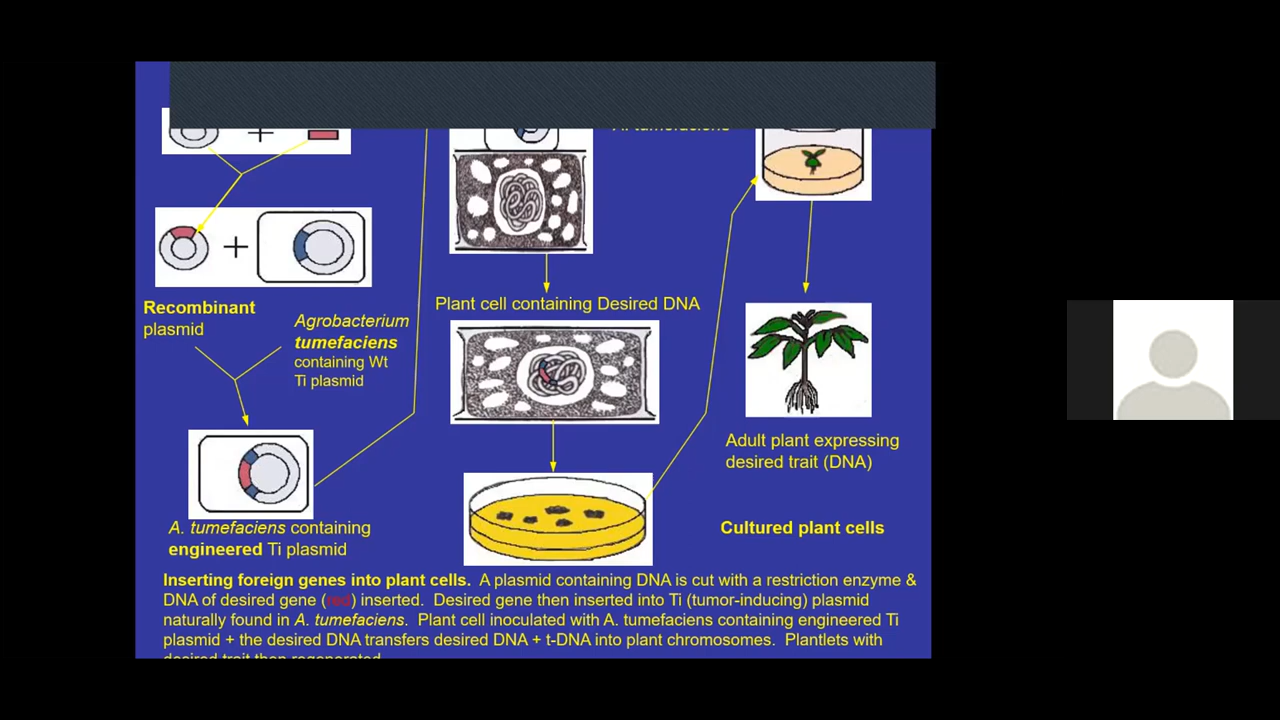 Recombinant
plasmid
Agrobacterium
tumefaciens
containing Wt
Ti plasmid
A. tumefaciens containing
engineered Ti plasmid
Plant cell containing Desired DNA
Adult plant expressing
desired trait (DNA)
Cultured plant cells
Inserting foreign genes into plant cells. A plasmid containing DNA is cut with a restriction enzyme &
DNA of desired gene (red) inserted. Desired gene then inserted into Ti (tumor-inducing) plasmid
naturally found in A. tumefaciens. Plant cell inoculated with A. tumefaciens containing engineered Ti
plasmid + the desired DNA transfers desired DNA + t-DNA into plant chromosomes. Plantlets with
desired trait then regenerated